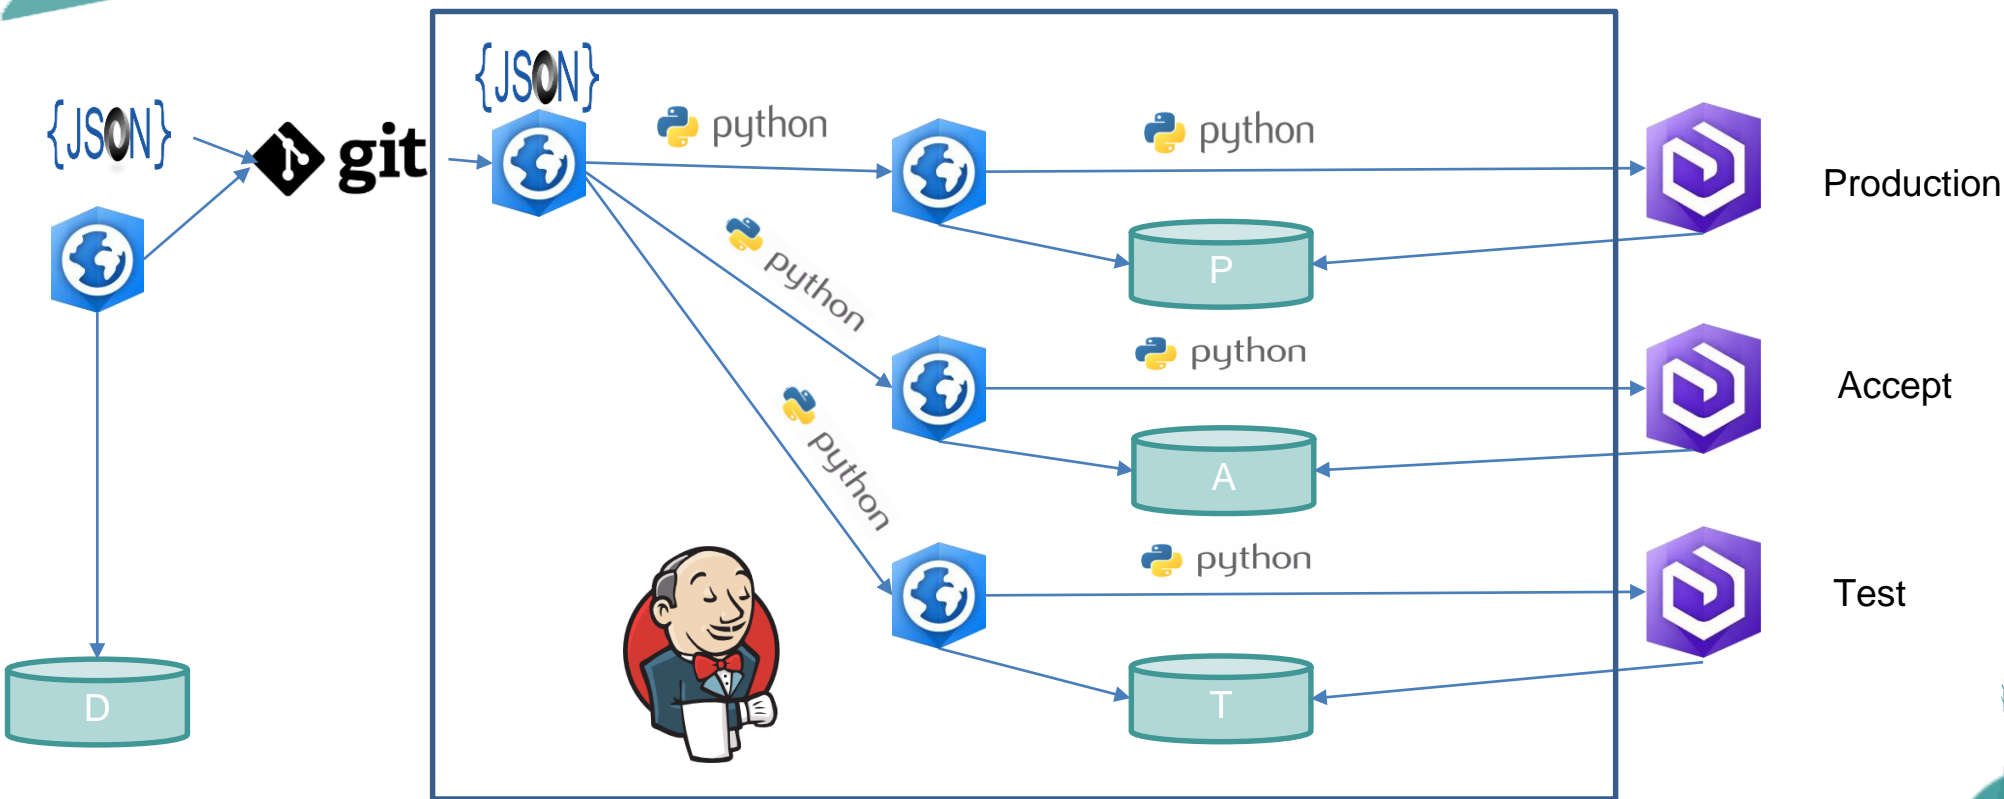 {JSON}
{JSON}
git
python
python
Production
P
python
python
Accept
A
python
python
Test
T
D